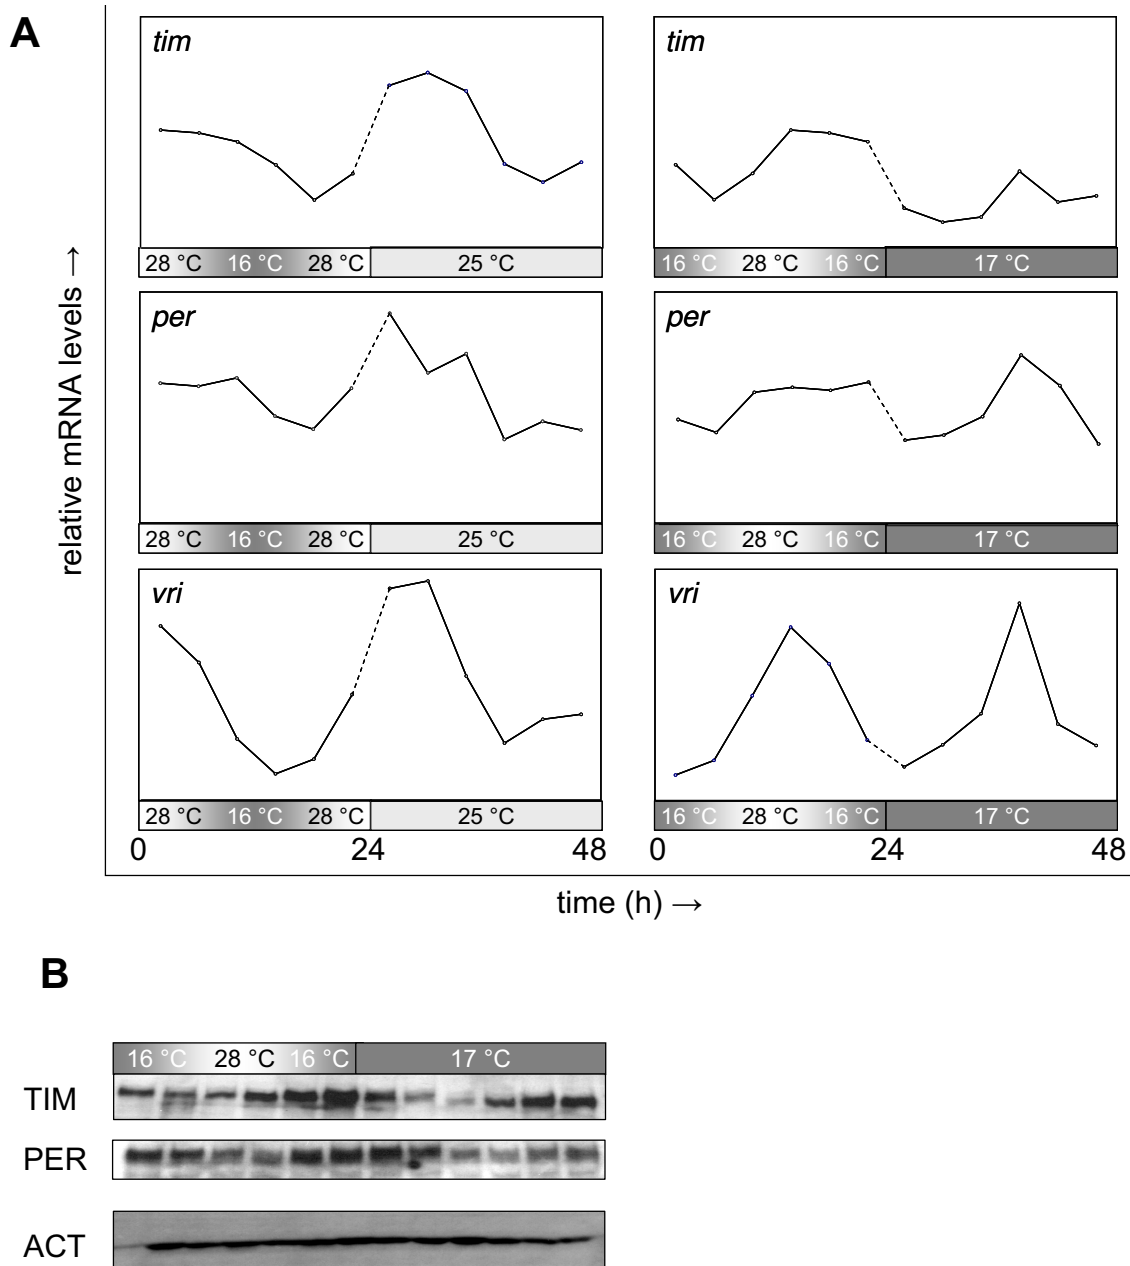 A
tim
tim
28 °C 16 °C 28 °C 25 °C
16 °C 28 °C 16 °C 17 °C
per
per
28 °C 16 °C 28 °C 25 °C
16 °C 28 °C 16 °C 17 °C
vri
vri
28 °C 16 °C 28 °C 25 °C
16 °C 28 °C 16 °C 17 °C
0 24 48
0 24 48
relative mRNA levels →
time (h) →
B
16 °C 28 °C 16 °C 17 °C
TIM
PER
ACT